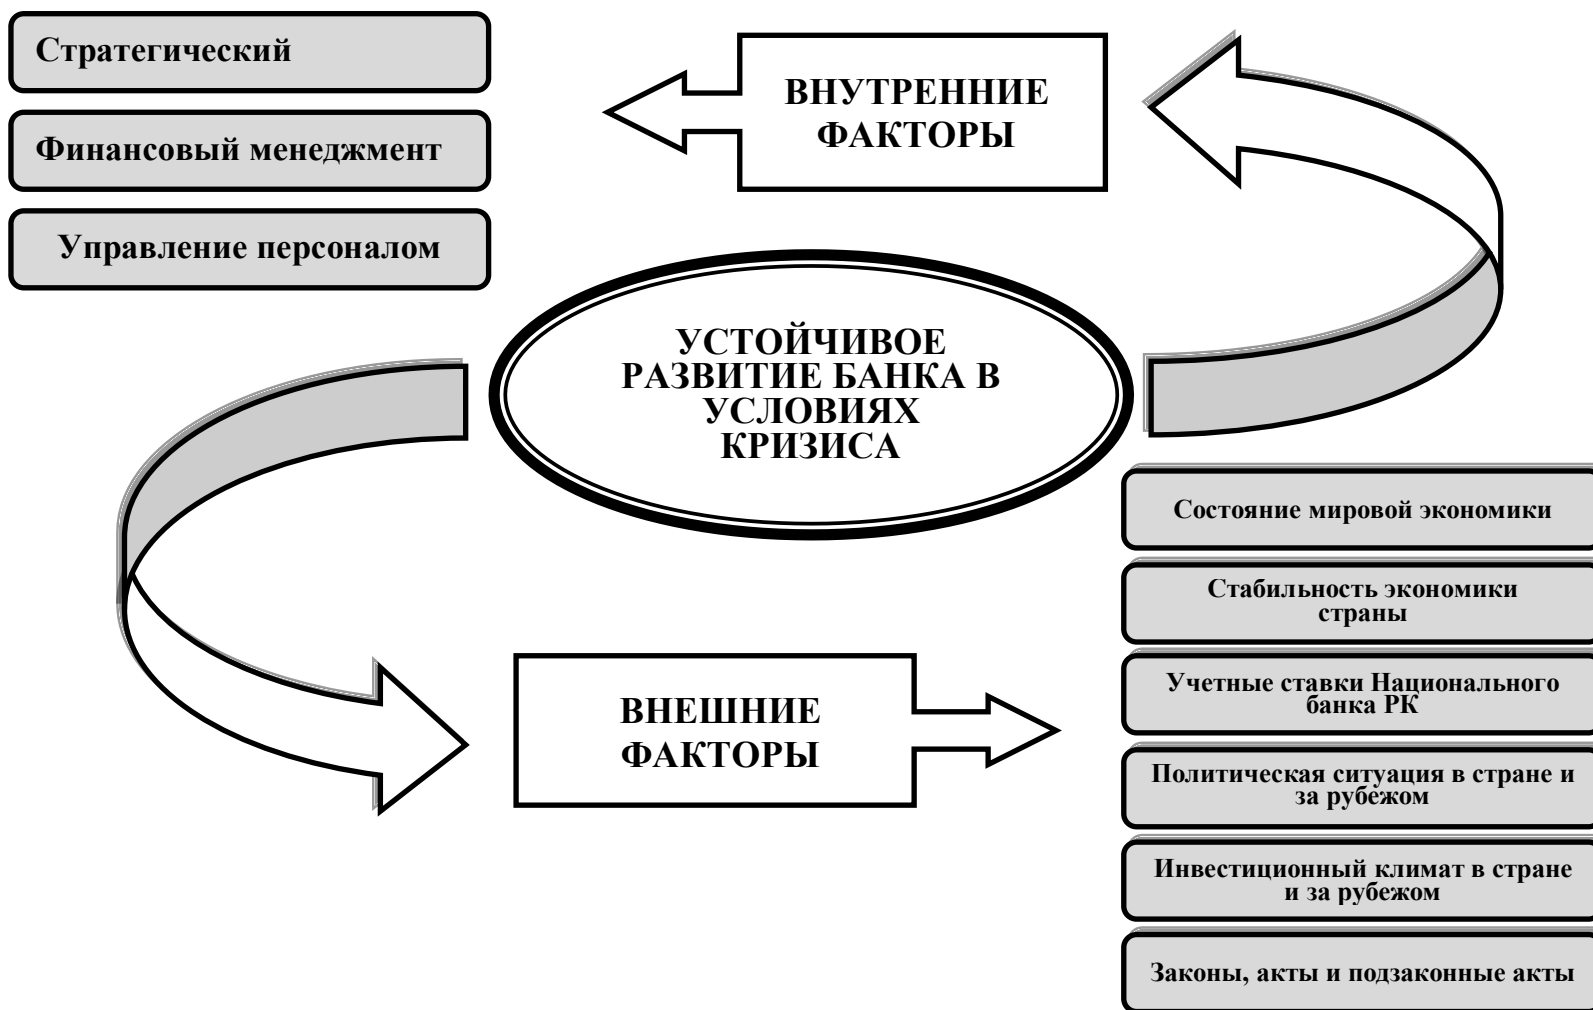 Стратегический
Финансовый менеджмент
Управление персоналом
ВНУТРЕННИЕ
ФАКТОРЫ
УСТОЙЧИВОЕ
РАЗВИТИЕ БАНКА В
УСЛОВИЯХ
КРИЗИСА
ВНЕШНИЕ
ФАКТОРЫ
Состояние мировой экономики
Стабильность экономики
страны
Учетные ставки Национального
банка РК
Политическая ситуация в стране и
за рубежом
Инвестиционный климат в стране
и за рубежом
Законы, акты и подзаконные акты